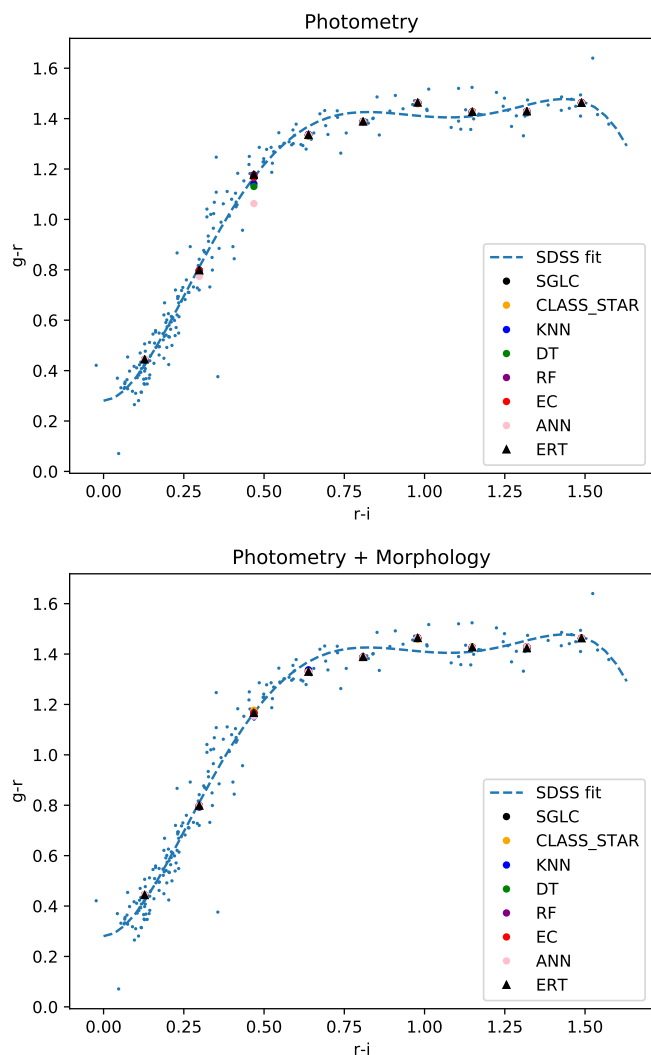 Photometry
1.6
1.4
1.2
1.0
0.8
0.6
0.4
0.2
0.0
g-r
SDSS fit
SGLC
CLASS_STAR
KNN
DT
RF
EC
ANN
ERT
0.00 0.25 0.50 0.75 1.00 1.25 1.50
r-i
Photometry + Morphology
1.6
1.4
1.2
1.0
0.8
0.6
0.4
0.2
0.0
g-r
SDSS fit
SGLC
CLASS_STAR
KNN
DT
RF
EC
ANN
ERT
0.00 0.25 0.50 0.75 1.00 1.25 1.50
r-i